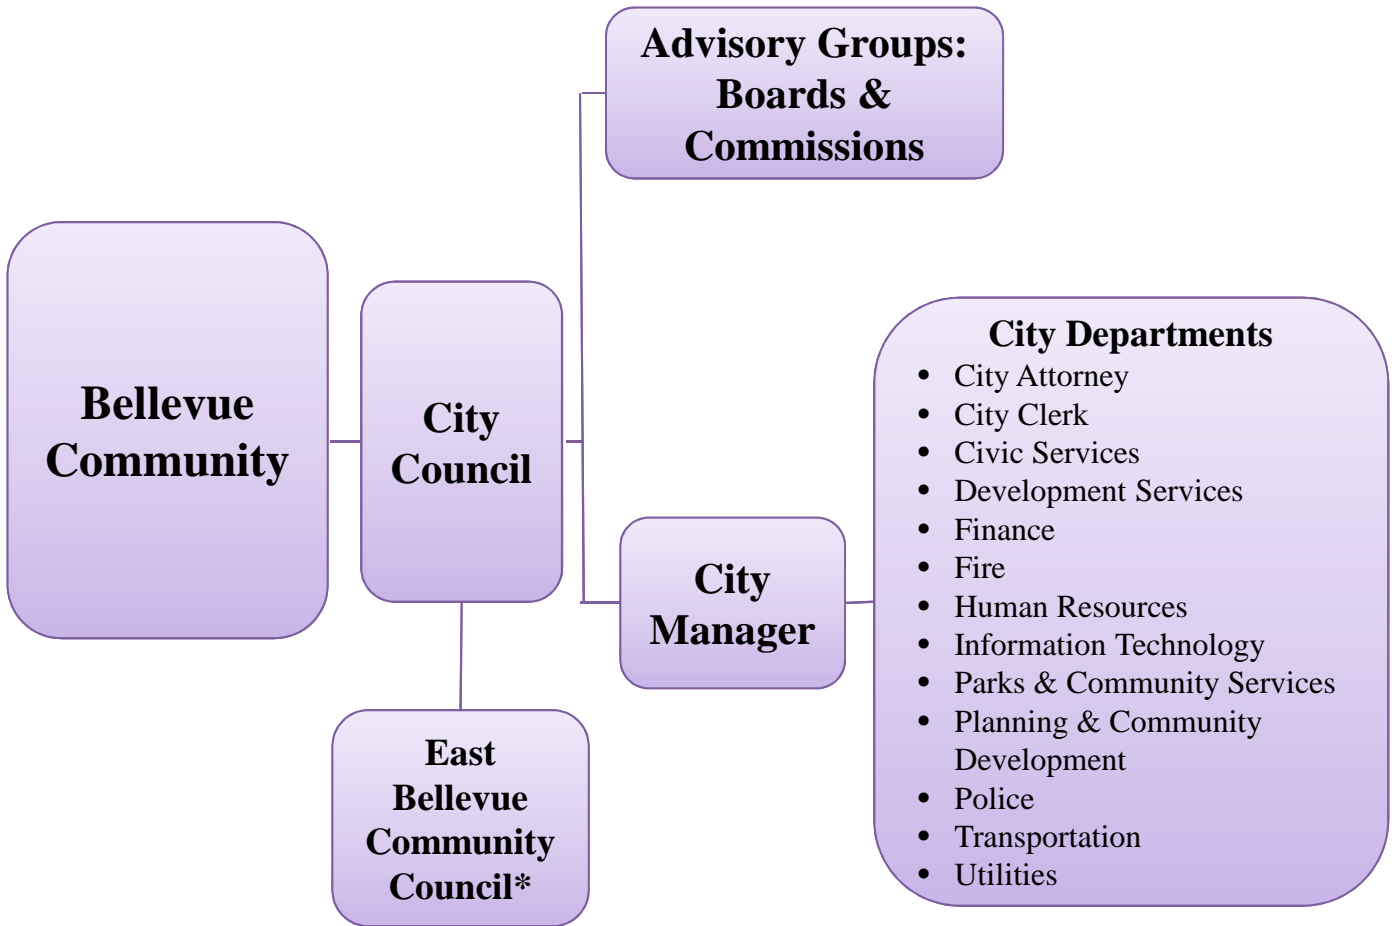 Advisory Groups:
Boards &
Commissions
Bellevue
Community
City
Council
City
Manager
East
Bellevue
Community
Council*
City Departments
• City Attorney
• City Clerk
• Civic Services
• Development Services
• Finance
• Fire
• Human Resources
• Information Technology
• Parks & Community Services
• Planning & Community
Development
• Police
• Transportation
• Utilities